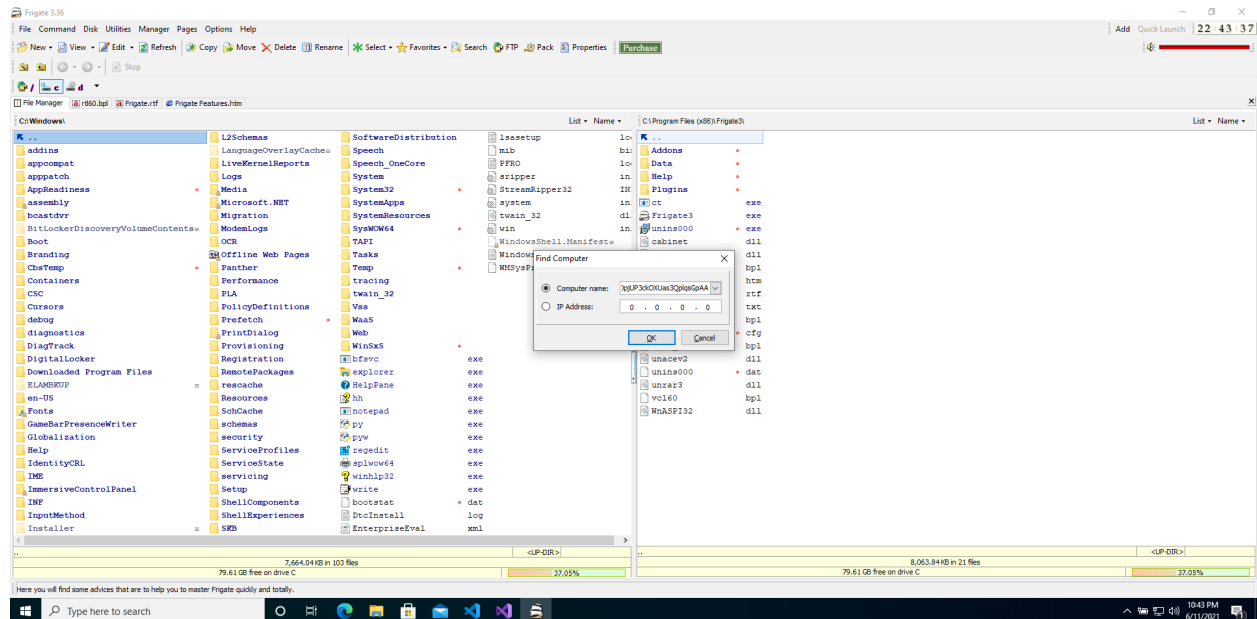 Frigate 3.36
File Command Disk Utilities Manager Pages Options Help
Add Quick Launch 22:43:37
New View Edit Refresh Copy Move Delete Rename Select Favorites Search FTP Pack Properties Purchase
Stop
/ c d
File Manager rtl60.bpl Frigate.rtf Frigate Features.htm
C:\Windows\ List Name C:\Program Files (x86)\Frigate3\ List Name
.. L2Schemas SoftwareDistribution lsasetup lo ..
addins LanguageOverlayCache Speech mib bi Addons
appcompat LiveKernelReports Speech_OneCore PFRO lo Data
apppatch Logs System sripper in Help
AppReadiness Media System32 StreamRipper32 IN Plugins
assembly Microsoft.NET SystemApps system in ct exe
bcastdvr Migration SystemResources twain_32 dl Frigate3 exe
BitLockerDiscoveryVolumeContents ModemLogs SysWOW64 win in unins000 exe
Boot OCR TAPI WindowsShell.Manifest cabinet dll
Branding Offline Web Pages Tasks Window dll
CbsTemp Panther Temp WMSysP bpl
Containers Performance tracing htm
CSC PLA twain_32 rtf
Cursors PolicyDefinitions Vss txt
debug Prefetch WaaS bpl
diagnostics PrintDialog Web cfg
DiagTrack Provisioning WinSxS bpl
DigitalLocker Registration bfsvc exe unacev2 dll
Downloaded Program Files RemotePackages explorer exe unins000 dat
ELAMBKUP rescache HelpPane exe unrar3 dll
en-US Resources hh exe vcl60 bpl
Fonts SchCache notepad exe WnASPI32 dll
GameBarPresenceWriter schemas py exe
Globalization security pyw exe
Help ServiceProfiles regedit exe
IdentityCRL ServiceState splwow64 exe
IME servicing winhlp32 exe
ImmersiveControlPanel Setup write exe
INF ShellComponents bootstat dat
InputMethod ShellExperiences DtcInstall log
Installer SKB EnterpriseEval xml
Find Computer
Computer name:
IP Address: 0 . 0 . 0 . 0
OK Cancel
.. <UP-DIR> .. <UP-DIR>
7,664.04 KB in 103 files 8,063.84 KB in 21 files
79.61 GB free on drive C 37.05% 79.61 GB free on drive C 37.05%
Here you will find some advices that are to help you to master Frigate quickly and totally.
Type here to search
10:43 PM
6/11/2021